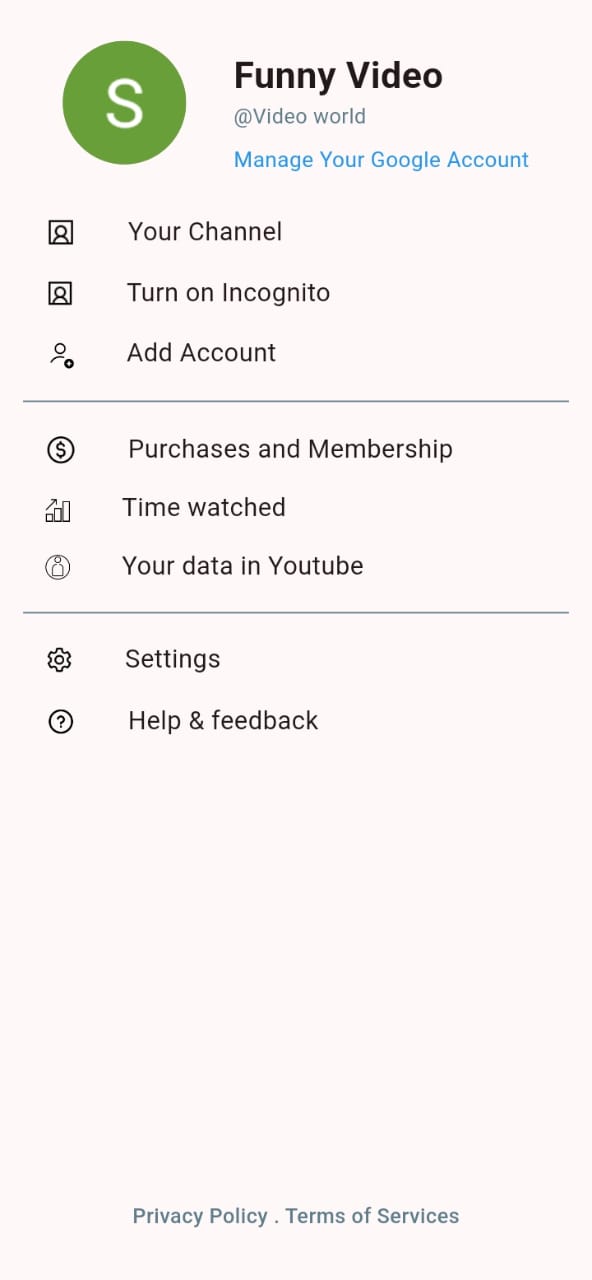 S
Funny Video
@Video world
Manage Your Google Account
Your Channel
Turn on Incognito
Add Account
Purchases and Membership
Time watched
Your data in Youtube
Settings
Help & feedback
Privacy Policy . Terms of Services